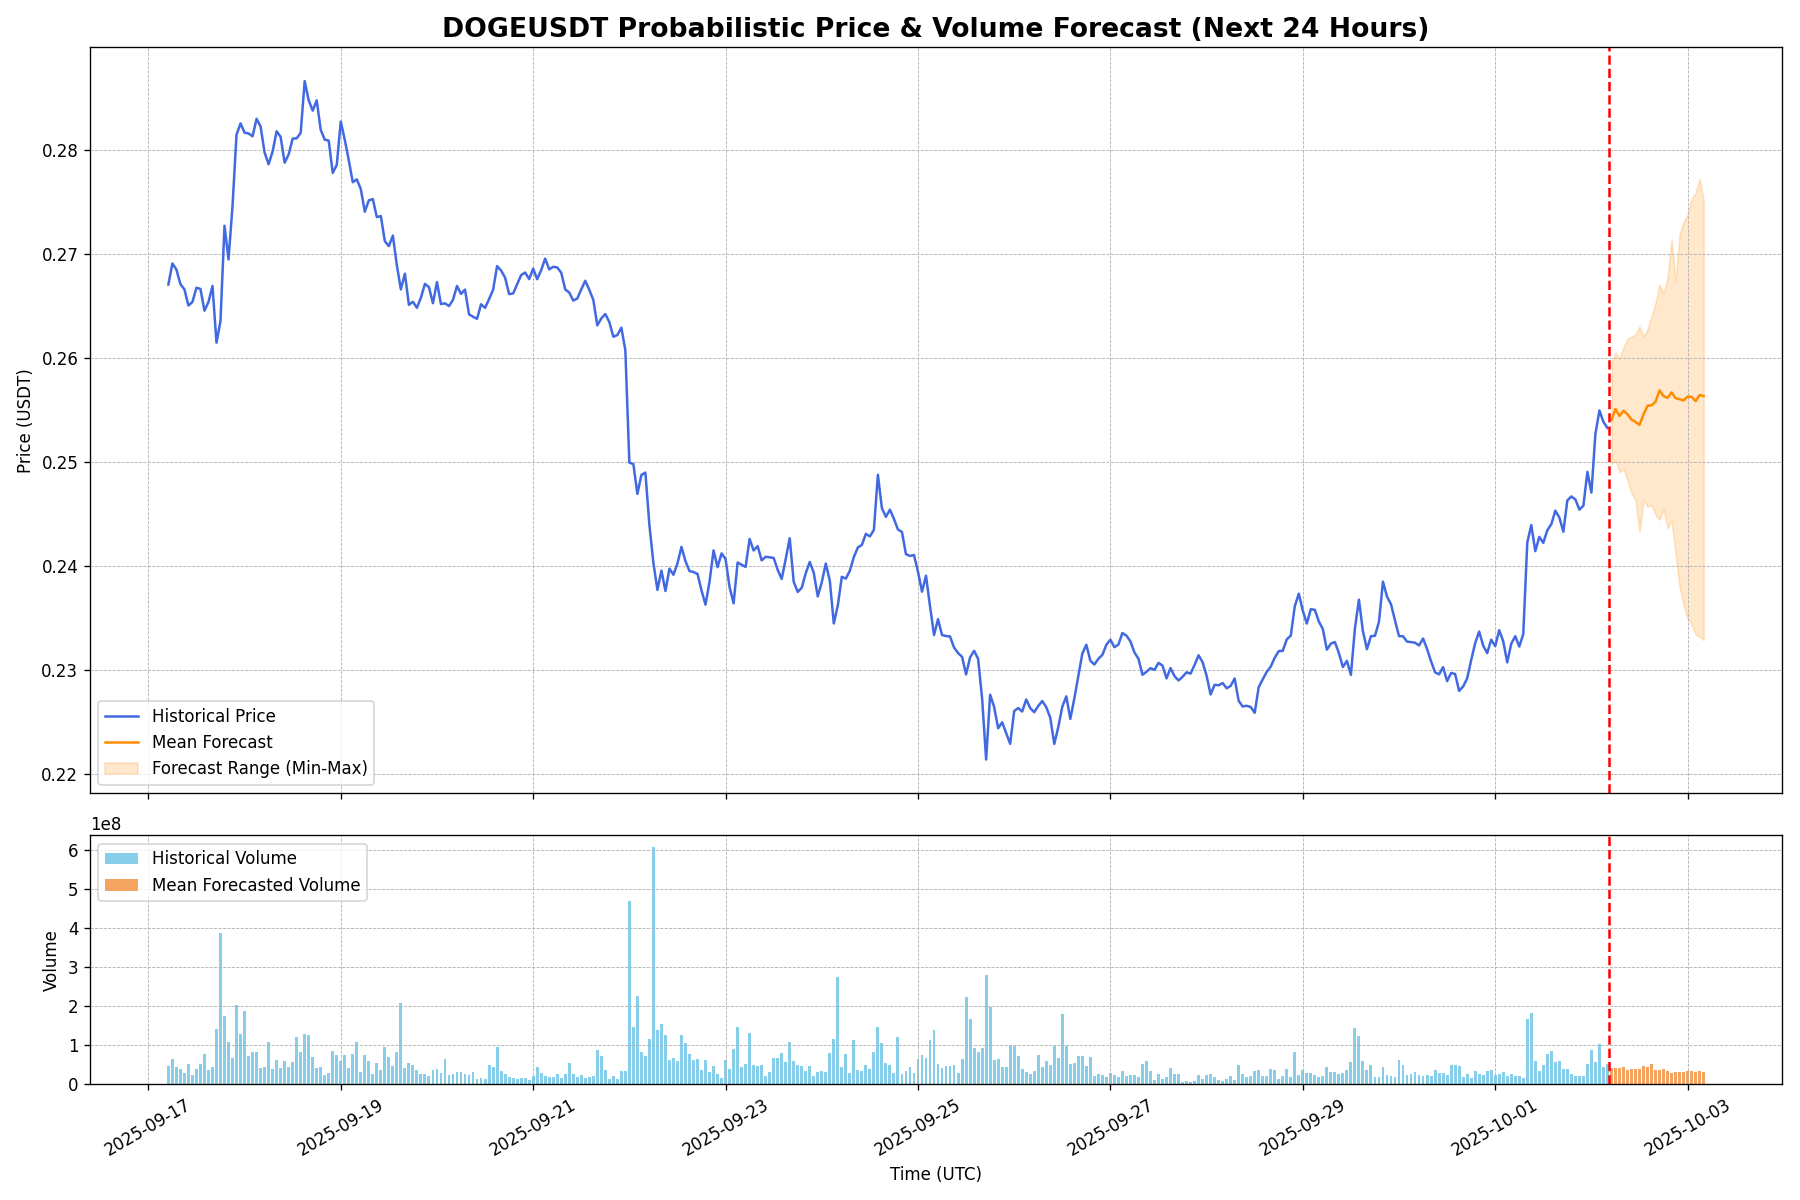 DOGEUSDT Probabilistic Price & Volume Forecast (Next 24 Hours)
Price (USDT)
0.28
0.27
0.26
0.25
0.24
0.23
0.22
Historical Price
Mean Forecast
Forecast Range (Min-Max)
1e8
Volume
6
5
4
3
2
1
0
Historical Volume
Mean Forecasted Volume
2025-09-17
2025-09-19
2025-09-21
2025-09-23
2025-09-25
2025-09-27
2025-09-29
2025-10-01
2025-10-03
Time (UTC)